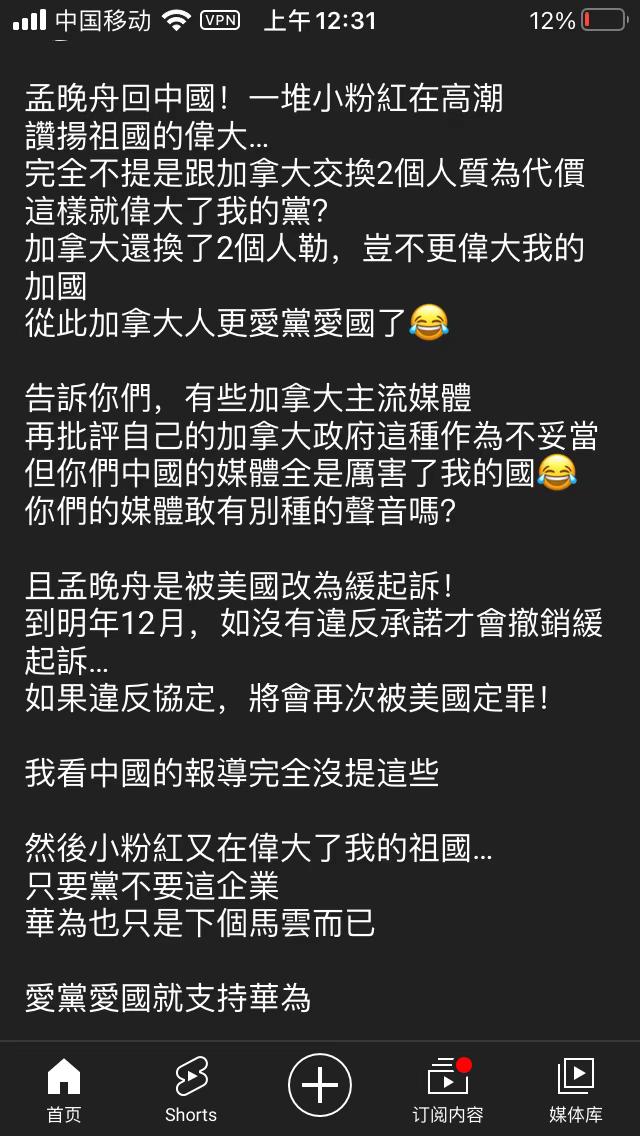 中国移动 VPN 上午12:31 12%
孟晚舟回中國！一堆小粉紅在高潮
讚揚祖國的偉大...
完全不提是跟加拿大交換2個人質為代價
這樣就偉大了我的黨?
加拿大還換了2個人勒，豈不更偉大我的
加國
從此加拿大人更愛黨愛國了😂
告訴你們，有些加拿大主流媒體
再批評自己的加拿大政府這種作為不妥當
但你們中國的媒體全是厲害了我的國😂
你們的媒體敢有別種的聲音嗎?
且孟晚舟是被美國改為緩起訴！
到明年12月，如沒有違反承諾才會撤銷緩
起訴...
如果違反協定，將會再次被美國定罪！
我看中國的報導完全沒提這些
然後小粉紅又在偉大了我的祖國...
只要黨不要這企業
華為也只是下個馬雲而已
愛黨愛國就支持華為
首页 Shorts 订阅内容 媒体库